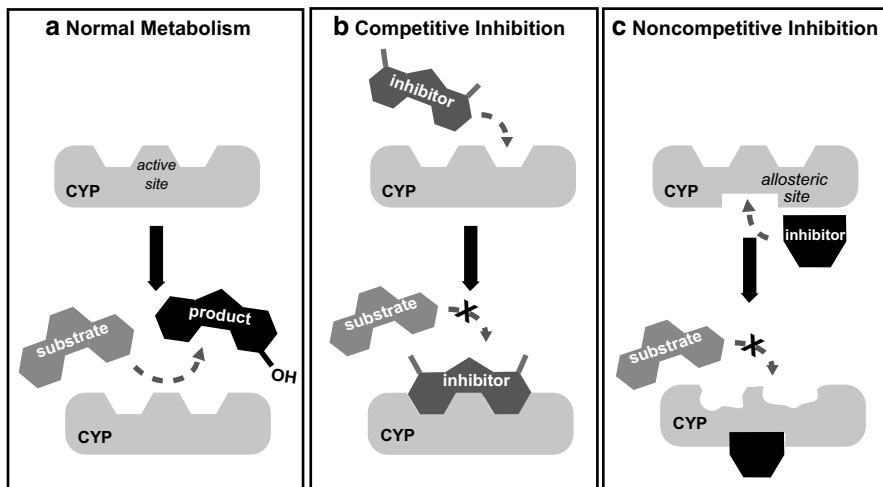 a Normal Metabolism
active
site
CYP
substrate
product
OH
CYP
b Competitive Inhibition
inhibitor
CYP
substrate
inhibitor
CYP
c Noncompetitive Inhibition
allosteric
site
CYP
inhibitor
substrate
CYP